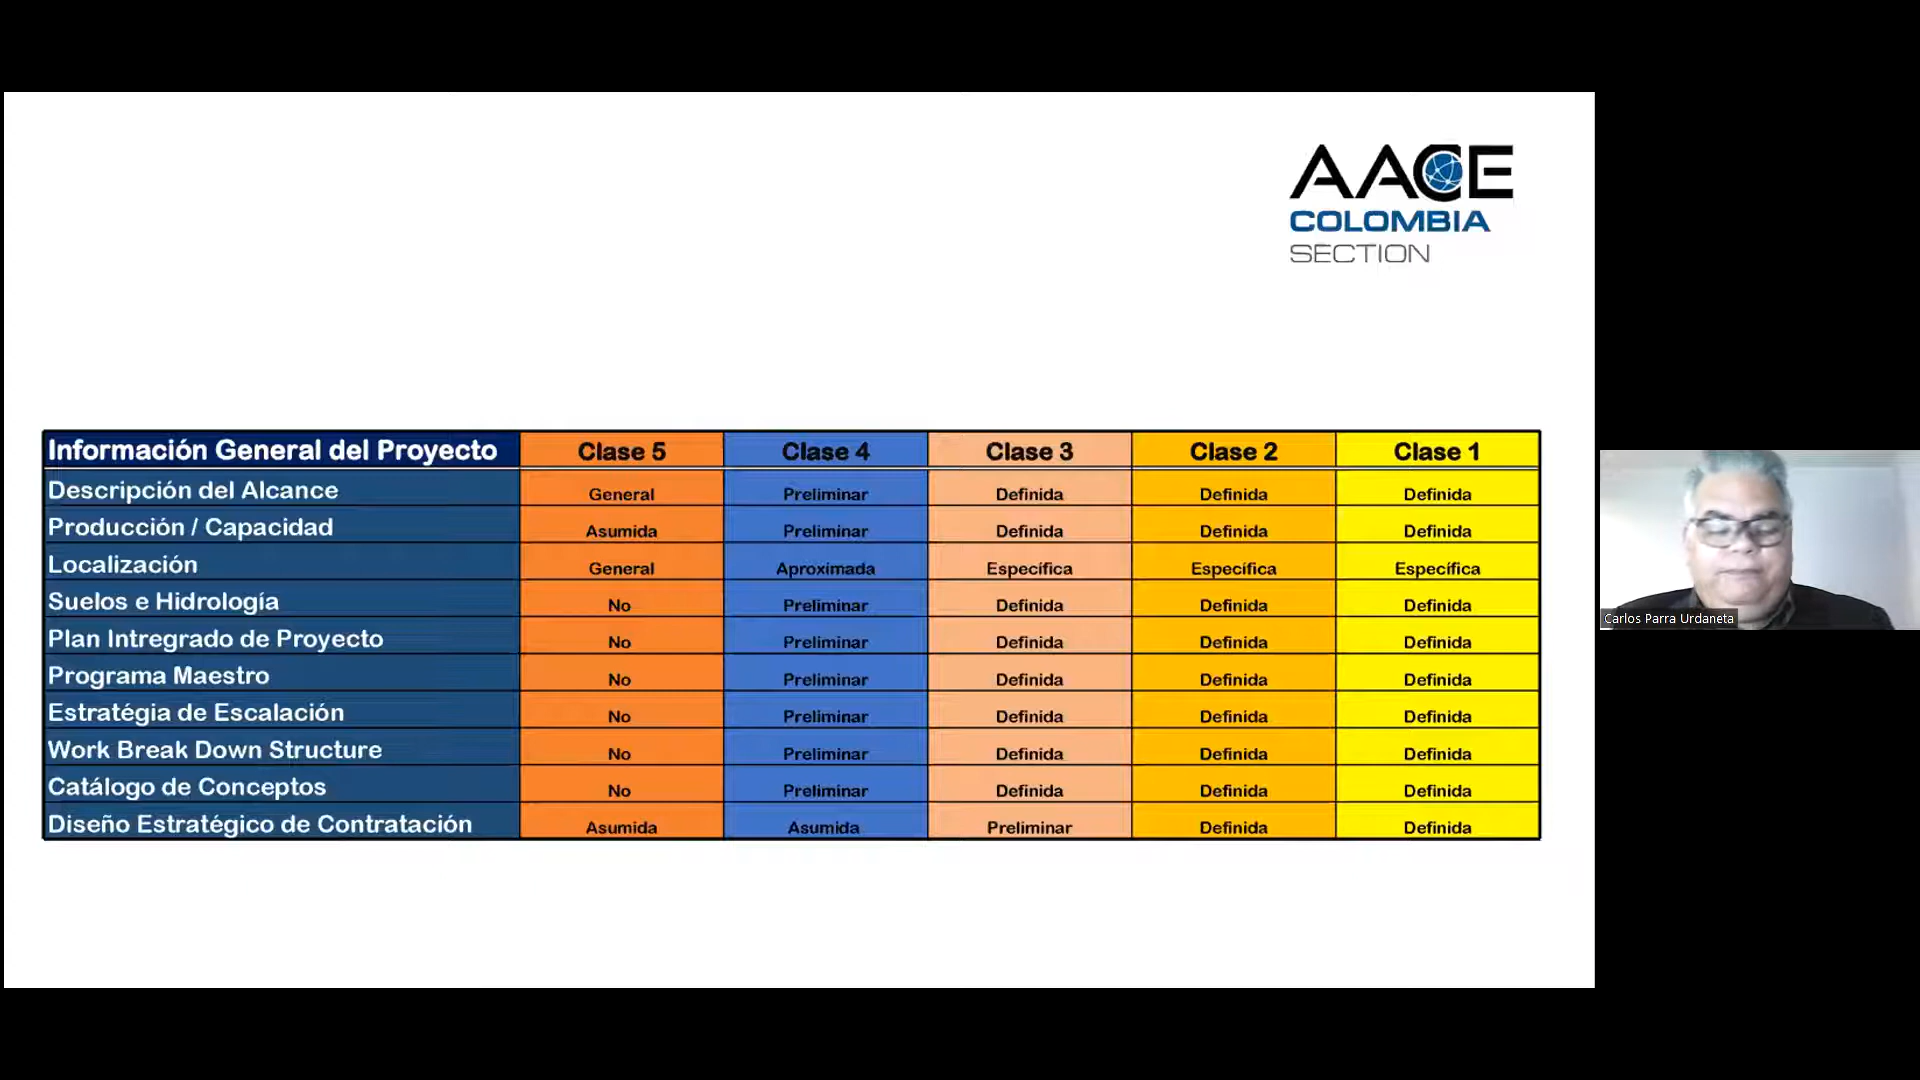 AACE
COLOMBIA
SECTION
Información General del Proyecto Clase 5 Clase 4 Clase 3 Clase 2 Clase 1
Descripción del Alcance General Preliminar Definida Definida Definida
Producción / Capacidad Asumida Preliminar Definida Definida Definida
Localización General Aproximada Específica Específica Específica
Suelos e Hidrología No Preliminar Definida Definida Definida
Plan Intregrado de Proyecto No Preliminar Definida Definida Definida
Programa Maestro No Preliminar Definida Definida Definida
Estratégia de Escalación No Preliminar Definida Definida Definida
Work Break Down Structure No Preliminar Definida Definida Definida
Catálogo de Conceptos No Preliminar Definida Definida Definida
Diseño Estratégico de Contratación Asumida Asumida Preliminar Definida Definida
Carlos Parra Urdaneta